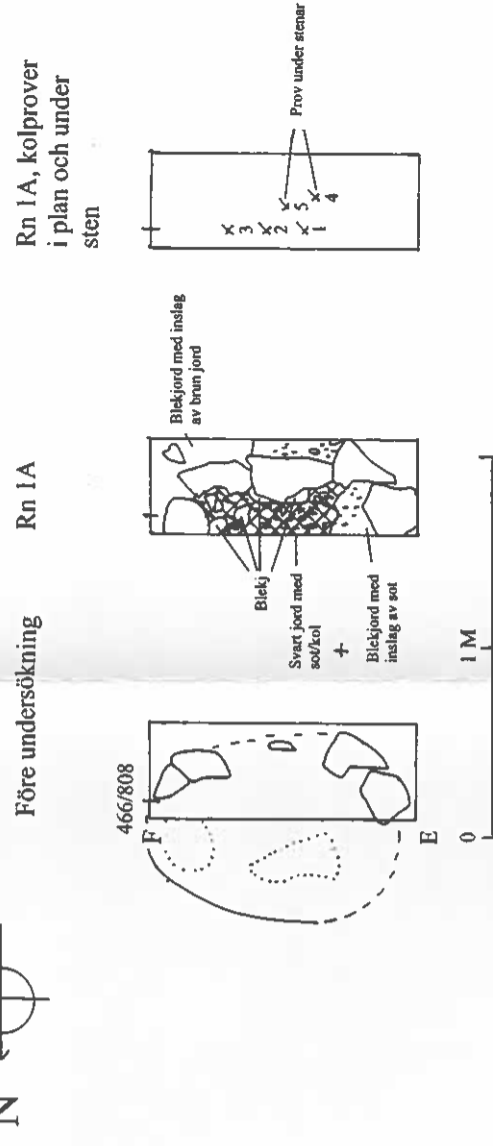 N
Före undersökning
466/808
F
E
Rn 1A
Blekjord med inslag
av brun jord
Blekj
Svart jord med
sot/kol
+
Blekjord med
inslag av sot
Rn 1A, kolprover
i plan och under
sten
3
2
1
5
4
Prov under stenar
0
1 M